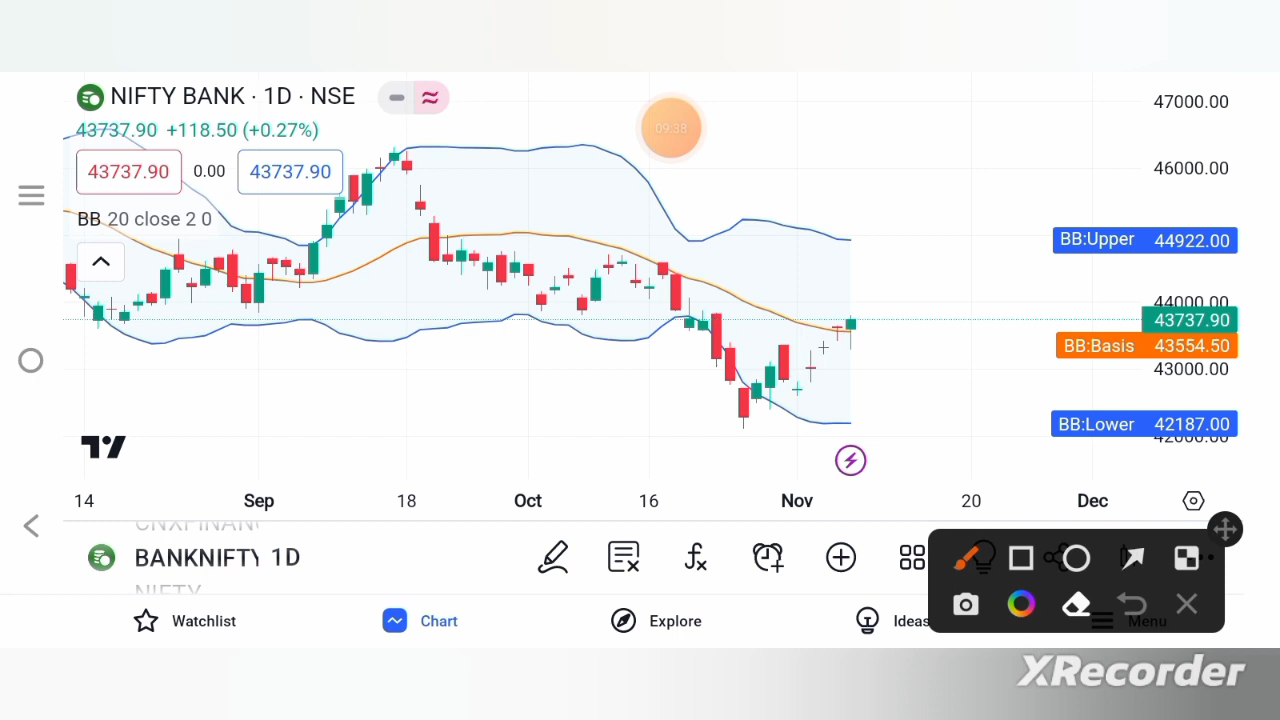 NIFTY BANK · 1D · NSE
43737.90 +118.50 (+0.27%)
43737.90 0.00 43737.90
BB 20 close 2 0
09:38
47000.00
46000.00
BB:Upper 44922.00
44000.00
43737.90
BB:Basis 43554.50
43000.00
BB:Lower 42187.00
42000.00
14 Sep 18 Oct 16 Nov 20 Dec
CNXFINAN
BANKNIFTY 1D
NIFTY
Watchlist Chart Explore Ideas Menu
XRecorder